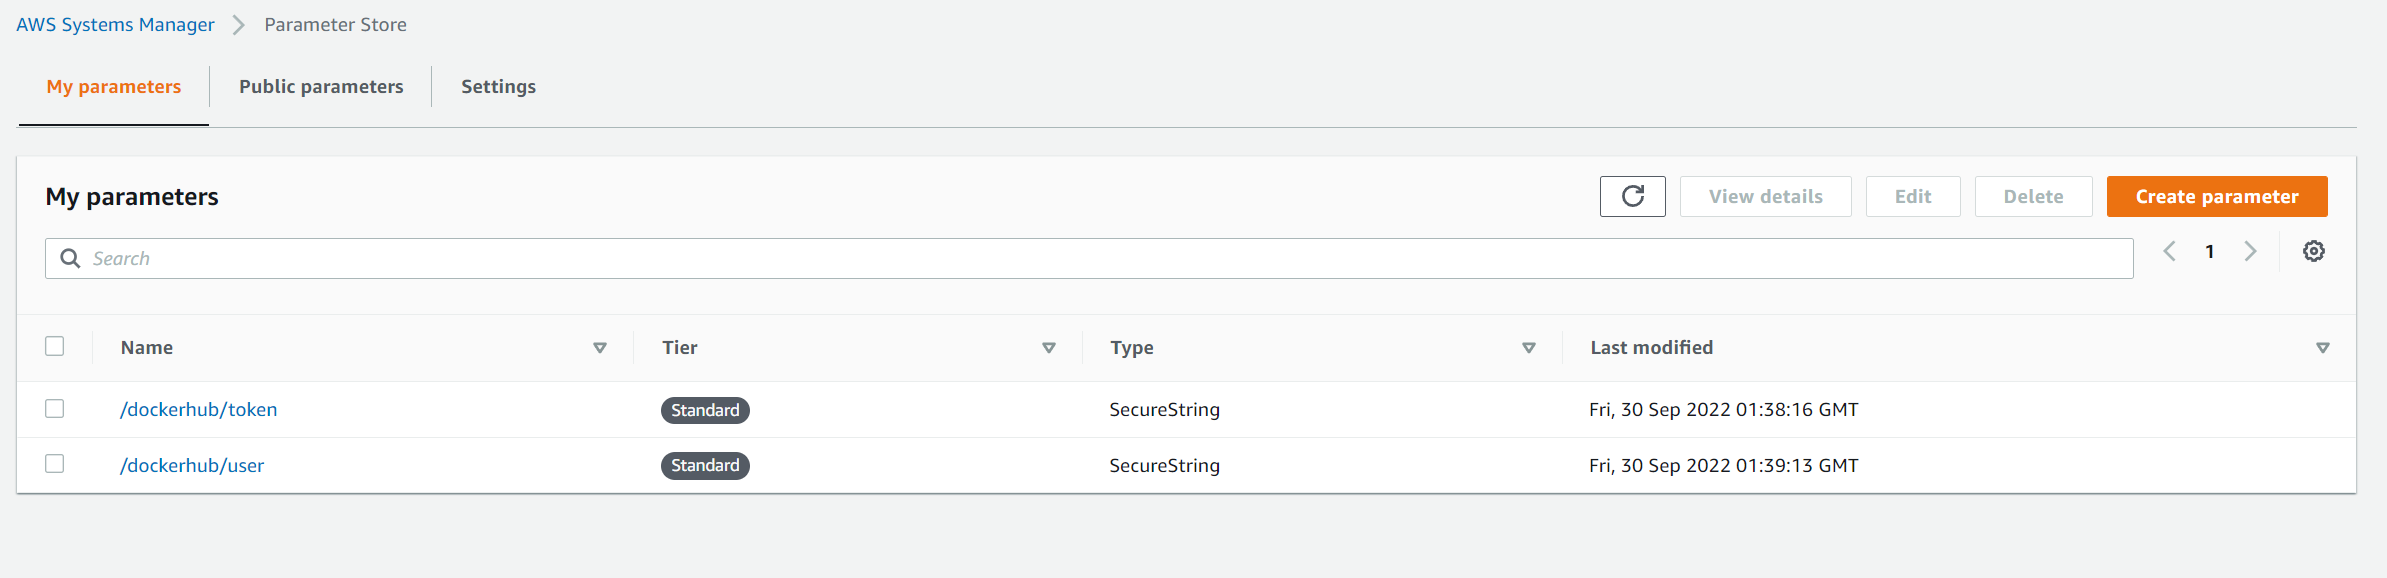 AWS Systems Manager Parameter Store
My parameters Public parameters Settings
My parameters View details Edit Delete Create parameter
Search 1
Name Tier Type Last modified
/dockerhub/token Standard SecureString Fri, 30 Sep 2022 01:38:16 GMT
/dockerhub/user Standard SecureString Fri, 30 Sep 2022 01:39:13 GMT